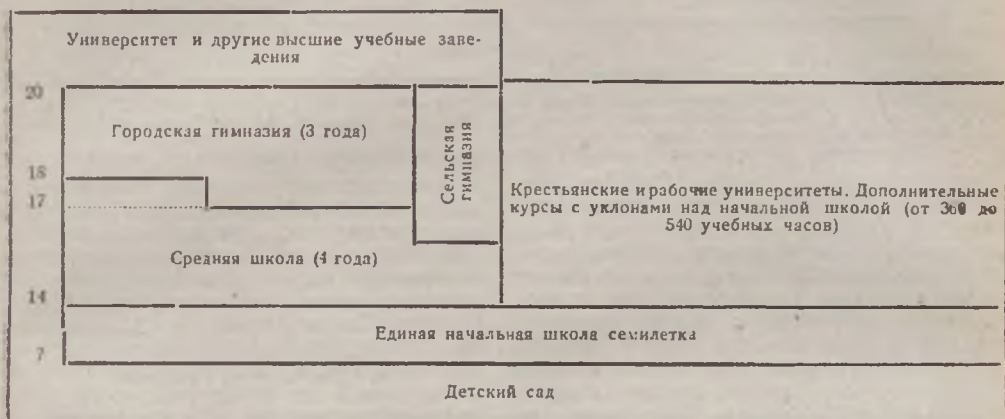 Университет и другие высшие учебные заве-
дения
20
Городская гимназия (3 года)
Сельская
гимназия
18
17
Крестьянские и рабочие университеты. Дополнительные
курсы с уклонами над начальной школой (от 360 до
540 учебных часов)
Средняя школа (4 года)
14
Единая начальная школа семилетка
7
Детский сад